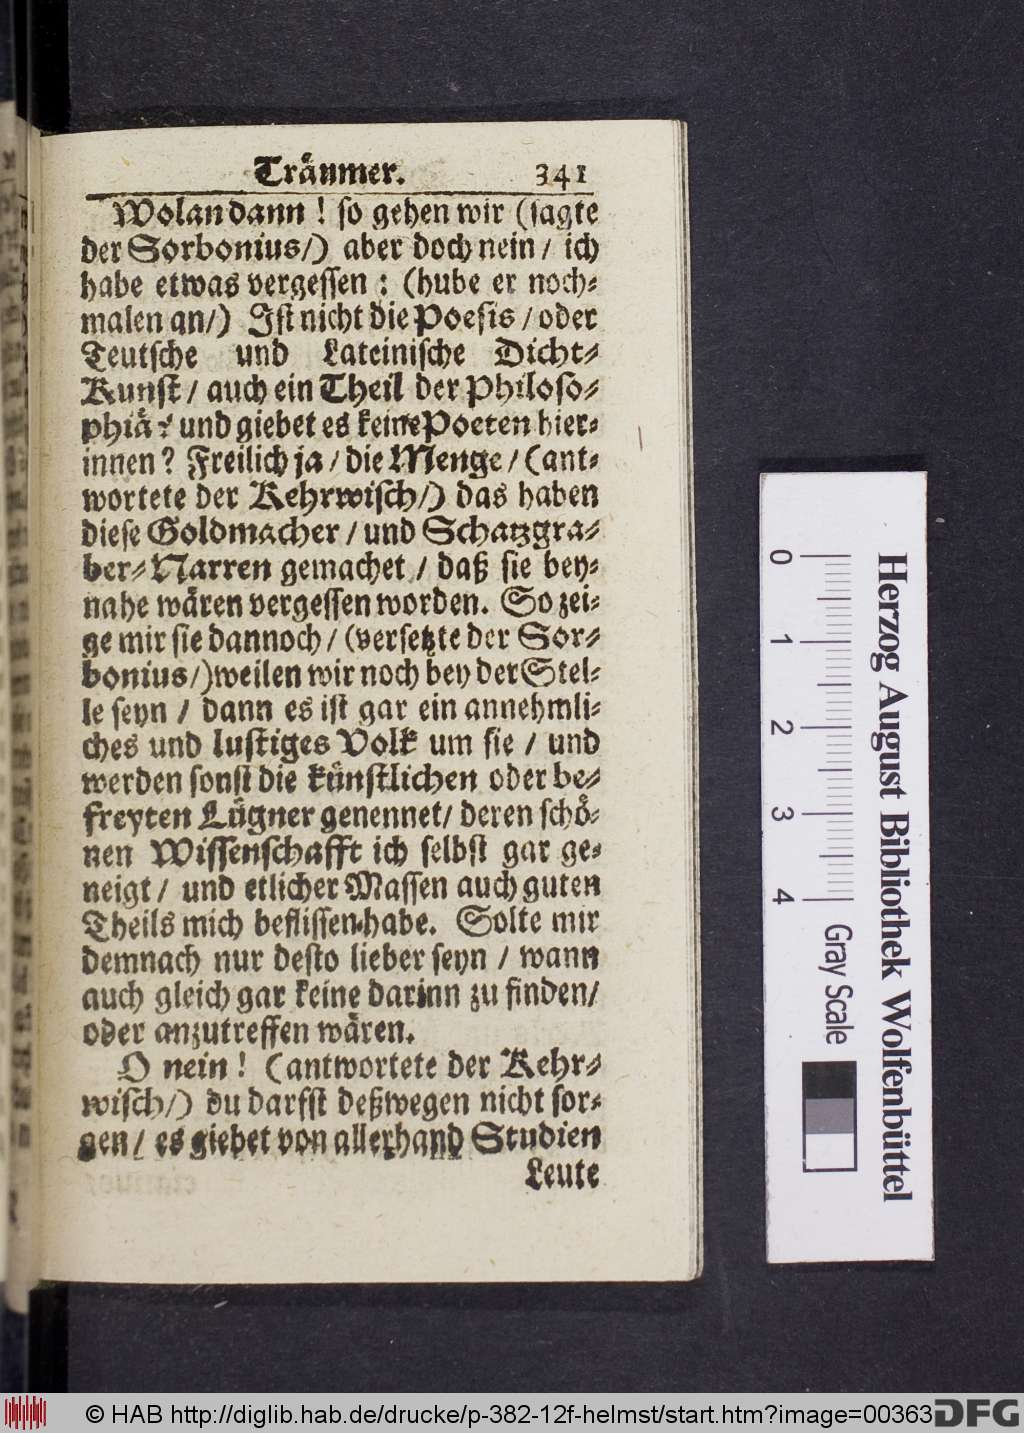 Träumer. 341
Wolan dann! so gehen wir (sagte
der Sorbonius/) aber doch nein/ ich
habe etwas vergessen: (hube er noch-
malen an/) Ist nicht die Poesis/ oder
Teutsche und Lateinische Dicht-
Kunst/ auch ein Theil der Philoso-
phiä? und giebet es keine Poeten hier-
innen? Freilich ja/ die Menge/ (ant-
wortete der Kehrwisch/) das haben
diese Goldmacher/ und Schatzgra-
ber-Narren gemachet/ daß sie bey-
nahe wären vergessen worden. So zei-
ge mir sie dannoch/ (versetzte der Sor-
bonius/) weilen wir noch bey der Stel-
le seyn/ dann es ist gar ein annehmli-
ches und lustiges Volk um sie/ und
werden sonst die künstlichen oder be-
freyten Lügner genennet/ deren schö-
nen Wissenschafft ich selbst gar ge-
neigt/ und etlicher Massen auch guten
Theils mich beflissen habe. Solte mir
demnach nur desto lieber seyn/ wann
auch gleich gar keine darinn zu finden/
oder anzutreffen wären.
O nein! (antwortete der Kehr-
wisch/) du darfst deßwegen nicht sor-
gen/ es giebet von allerhand Studien
Leute
0 1 2 3 4
Gray Scale
Herzog August Bibliothek Wolfenbüttel
© HAB http://diglib.hab.de/drucke/p-382-12f-helmst/start.htm?image=00363
DFG